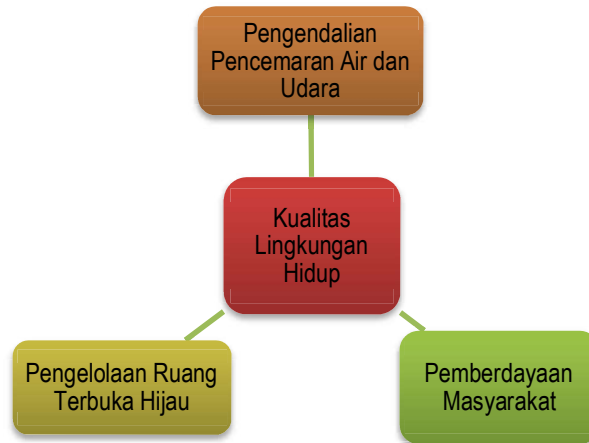 Pengendalian
Pencemaran Air dan
Udara
Kualitas
Lingkungan
Hidup
Pengelolaan Ruang
Terbuka Hijau
Pemberdayaan
Masyarakat